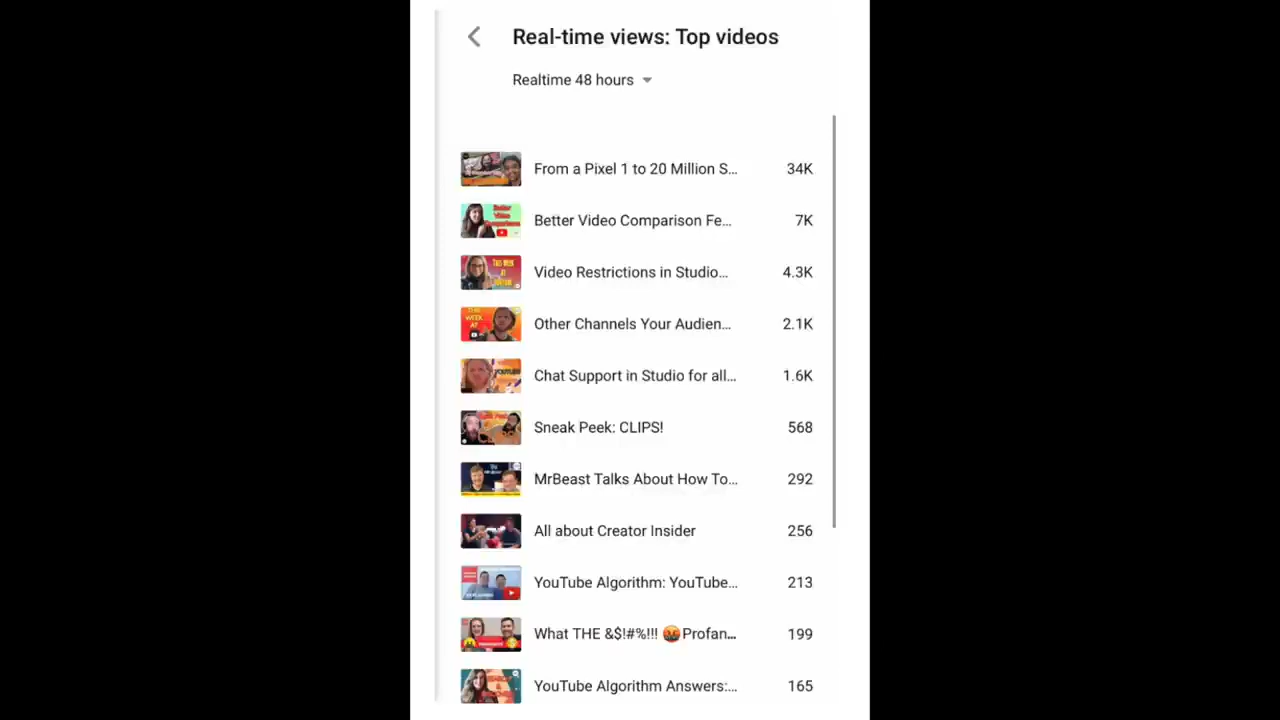 Real-time views: Top videos
Realtime 48 hours
From a Pixel 1 to 20 Million S... 34K
Better Video Comparison Fe... 7K
Video Restrictions in Studio... 4.3K
Other Channels Your Audien... 2.1K
Chat Support in Studio for all... 1.6K
Sneak Peek: CLIPS! 568
MrBeast Talks About How To... 292
All about Creator Insider 256
YouTube Algorithm: YouTube... 213
What THE &$!#%!!! 🤬Profan... 199
YouTube Algorithm Answers:... 165